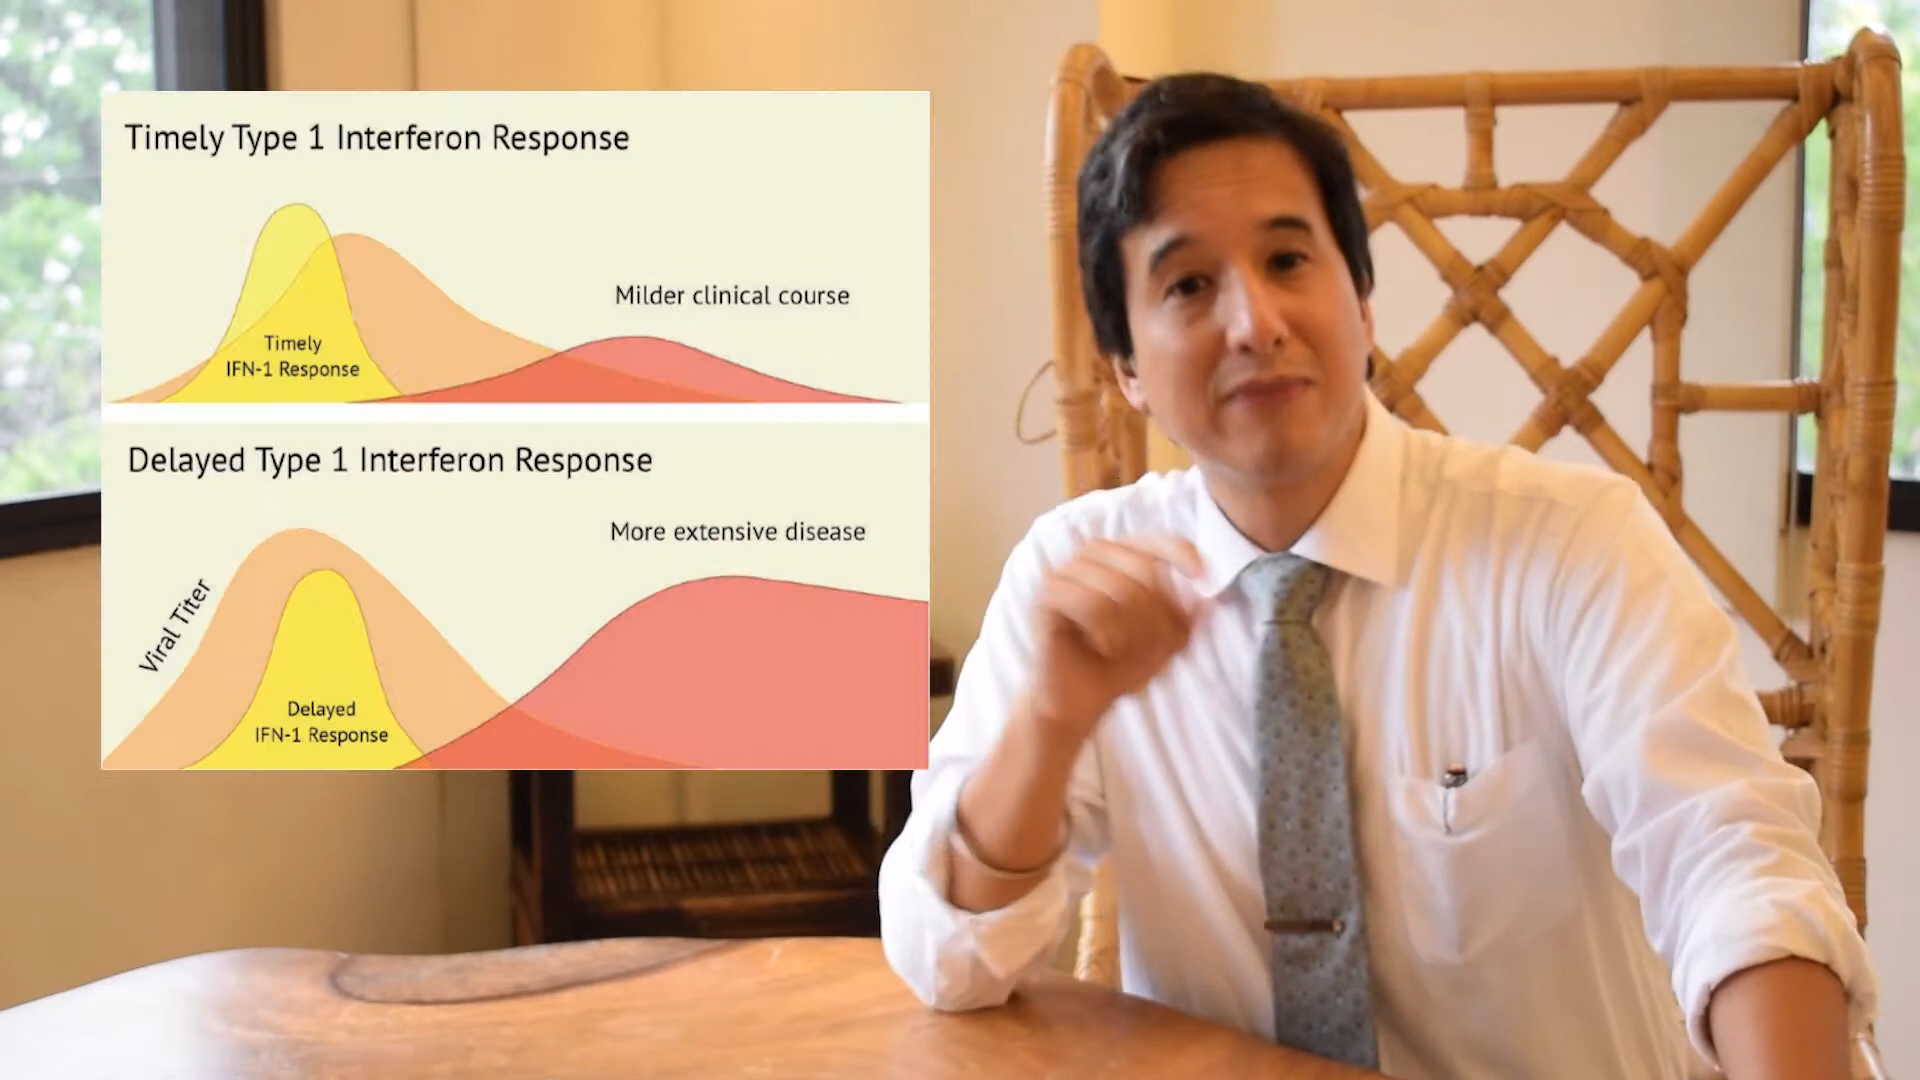 Timely Type 1 Interferon Response
Milder clinical course
Timely
IFN-1 Response
Delayed Type 1 Interferon Response
More extensive disease
Viral Titer
Delayed
IFN-1 Response